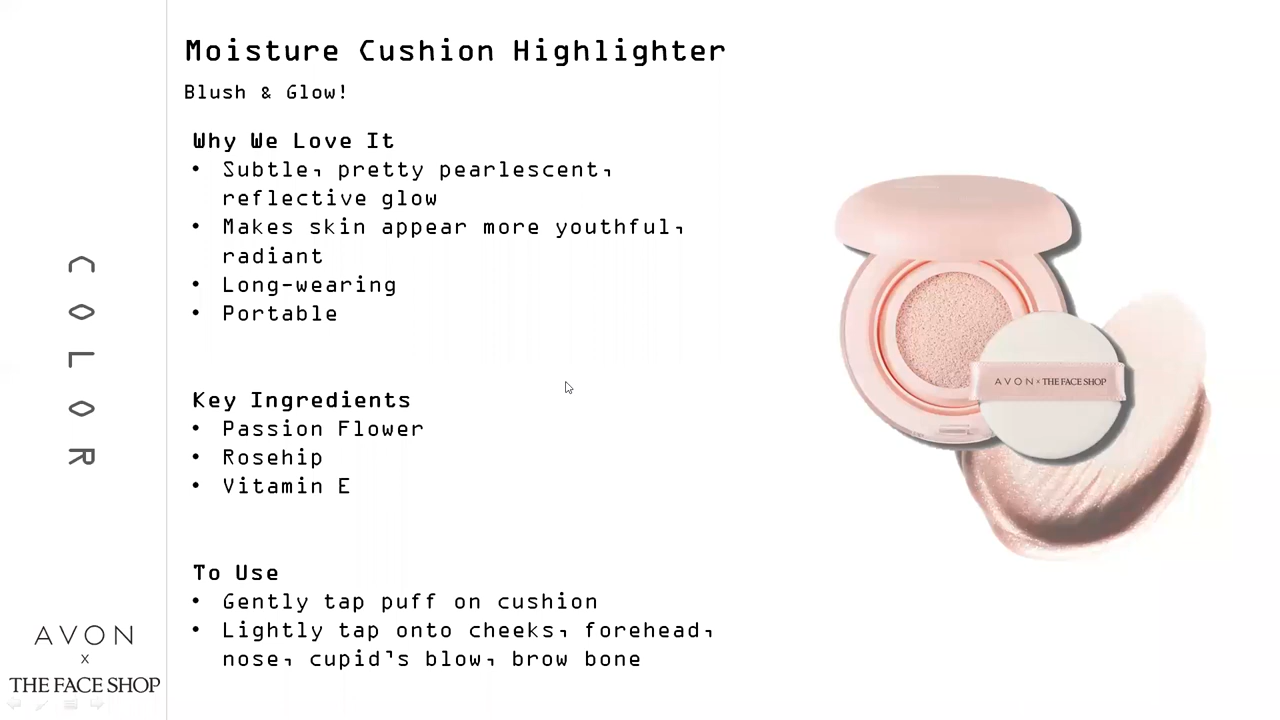 Moisture Cushion Highlighter
Blush & Glow!
Why We Love It
• Subtle, pretty pearlescent,
reflective glow
• Makes skin appear more youthful,
radiant
• Long-wearing
• Portable
Key Ingredients
• Passion Flower
• Rosehip
• Vitamin E
To Use
• Gently tap puff on cushion
• Lightly tap onto cheeks, forehead,
nose, cupid's blow, brow bone
COLOR
AVON
x
THE FACE SHOP
AVON x THE FACE SHOP